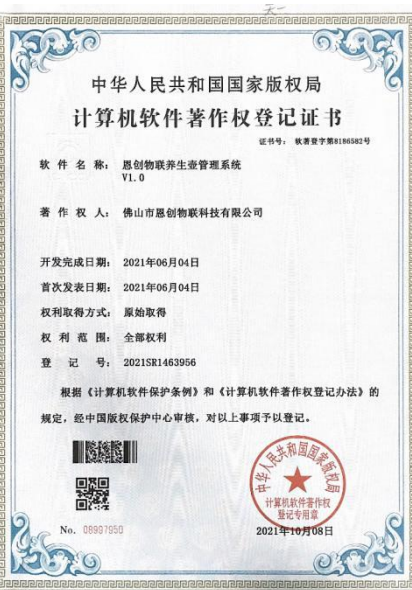 天一
中华人民共和国国家版权局
计算机软件著作权登记证书
证书号： 软著登字第8186582号
软件名称： 恩创物联养生壶管理系统
V1.0
著作权人： 佛山市恩创物联科技有限公司
开发完成日期： 2021年06月04日
首次发表日期： 2021年06月04日
权利取得方式： 原始取得
权利范围： 全部权利
登记号： 2021SR1463956
根据《计算机软件保护条例》和《计算机软件著作权登记办法》的
规定，经中国版权保护中心审核，对以上事项予以登记。
中华人民共和国国家版权局
计算机软件著作权
登记专用章
No. 08907950
2021年10月08日